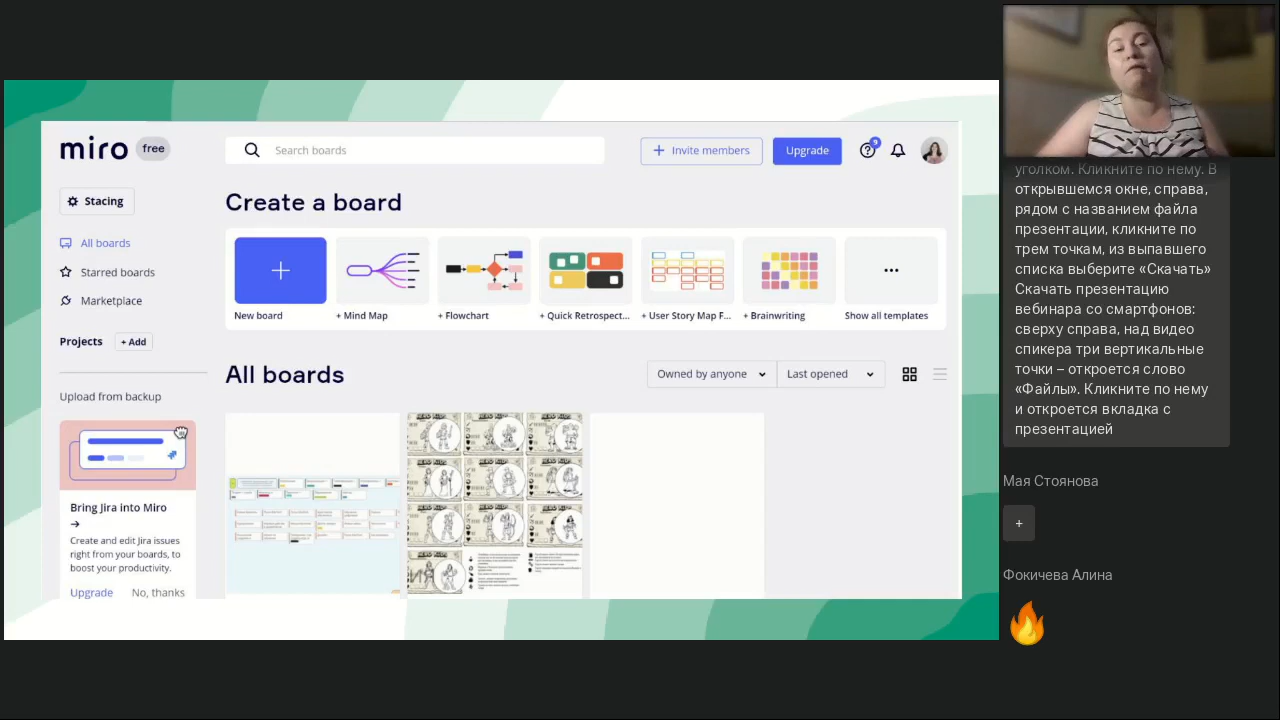 miro free
Search boards
Invite members
Upgrade
Stacing
All boards
Starred boards
Marketplace
Projects
+ Add
Upload from backup
Bring Jira into Miro
→
Create and edit Jira issues
right from your boards, to
boost your productivity.
Upgrade No, thanks
Create a board
New board
+ Mind Map
+ Flowchart
+ Quick Retrospect...
+ User Story Map F...
+ Brainwriting
Show all templates
All boards
Owned by anyone
Last opened
уголком. Кликните по нему. В
открывшемся окне, справа,
рядом с названием файла
презентации, кликните по
трем точкам, из выпавшего
списка выберите «Скачать»
Скачать презентацию
вебинара со смартфонов:
сверху справа, над видео
спикера три вертикальные
точки – откроется слово
«Файлы». Кликните по нему
и откроется вкладка с
презентацией
Мая Стоянова
+
Фокичева Алина